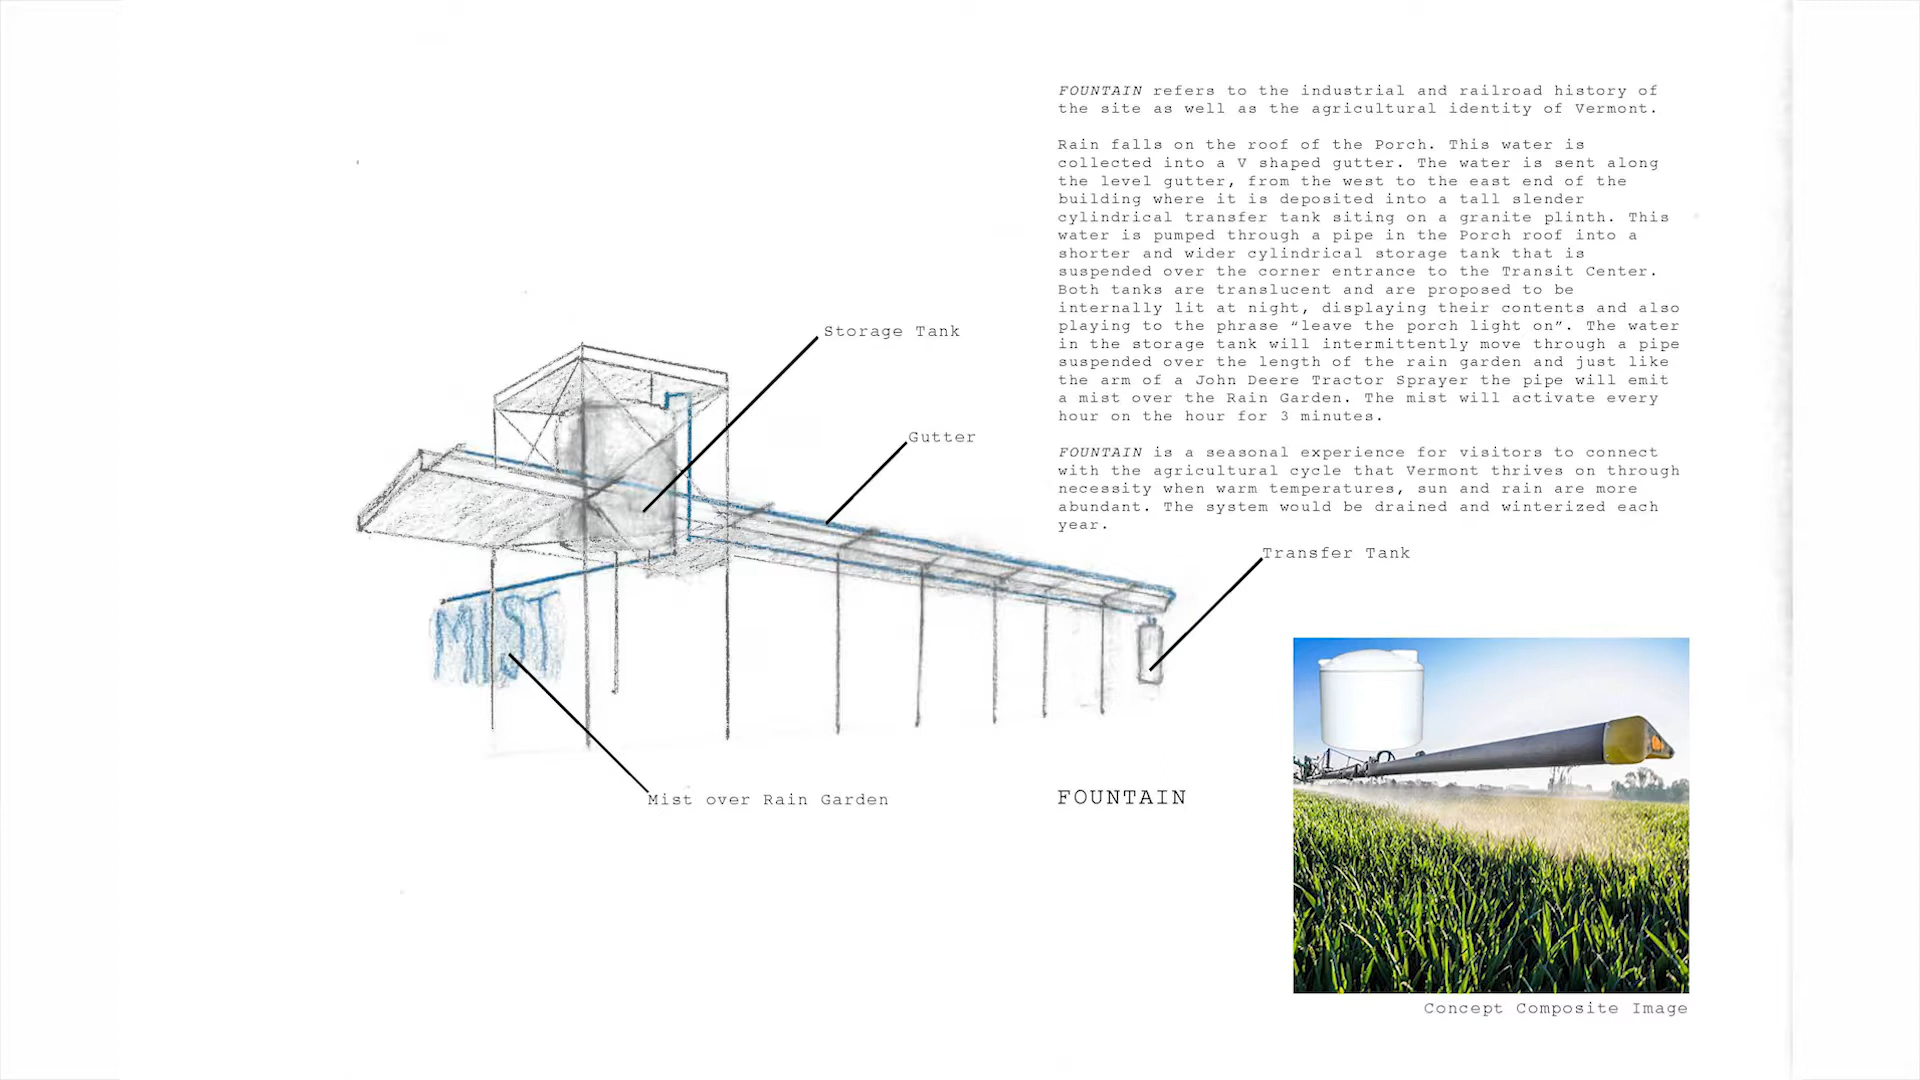 FOUNTAIN refers to the industrial and railroad history of
the site as well as the agricultural identity of Vermont.
Rain falls on the roof of the Porch. This water is
collected into a V shaped gutter. The water is sent along
the level gutter, from the west to the east end of the
building where it is deposited into a tall slender
cylindrical transfer tank siting on a granite plinth. This
water is pumped through a pipe in the Porch roof into a
shorter and wider cylindrical storage tank that is
suspended over the corner entrance to the Transit Center.
Both tanks are translucent and are proposed to be
internally lit at night, displaying their contents and also
playing to the phrase “leave the porch light on”. The water
in the storage tank will intermittently move through a pipe
suspended over the length of the rain garden and just like
the arm of a John Deere Tractor Sprayer the pipe will emit
a mist over the Rain Garden. The mist will activate every
hour on the hour for 3 minutes.
FOUNTAIN is a seasonal experience for visitors to connect
with the agricultural cycle that Vermont thrives on through
necessity when warm temperatures, sun and rain are more
abundant. The system would be drained and winterized each
year.
Storage Tank
Gutter
Transfer Tank
MIST
Mist over Rain Garden
FOUNTAIN
Concept Composite Image